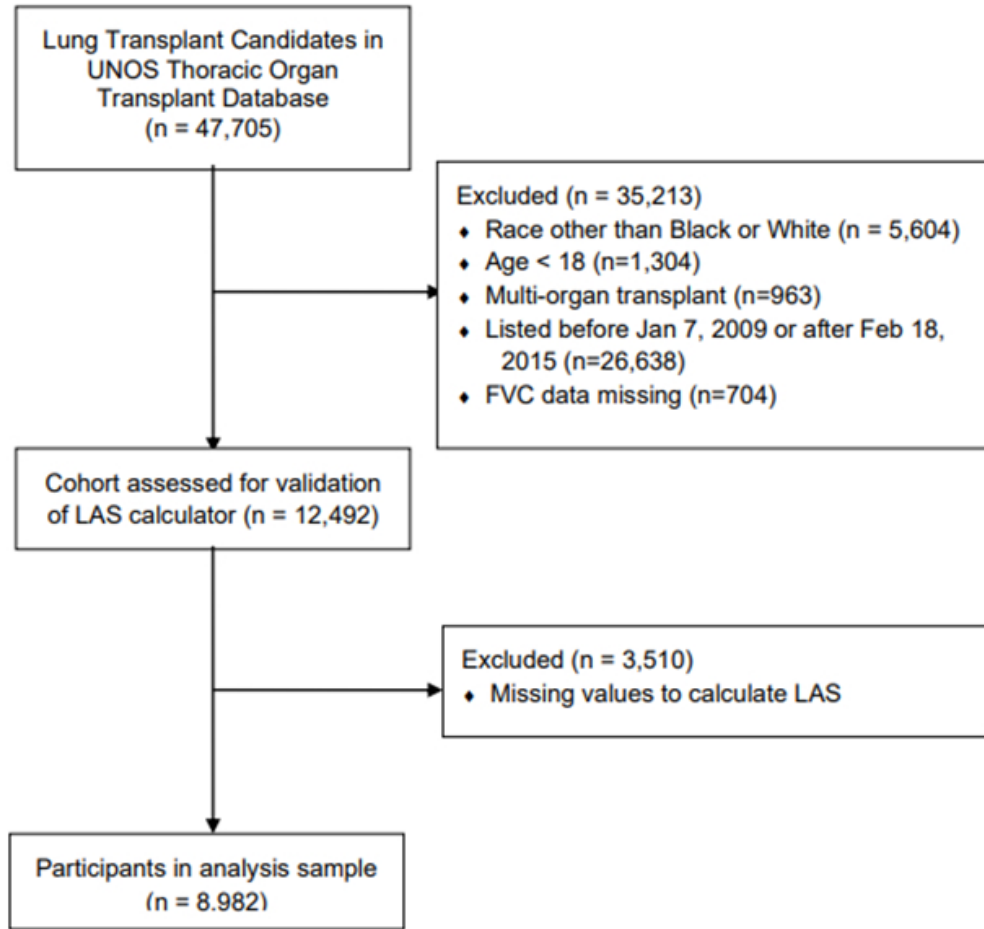 Lung Transplant Candidates in
UNOS Thoracic Organ
Transplant Database
(n = 47,705)
Excluded (n = 35,213)
♦ Race other than Black or White (n = 5,604)
♦ Age < 18 (n=1,304)
♦ Multi-organ transplant (n=963)
♦ Listed before Jan 7, 2009 or after Feb 18,
2015 (n=26,638)
♦ FVC data missing (n=704)
Cohort assessed for validation
of LAS calculator (n = 12,492)
Excluded (n = 3,510)
♦ Missing values to calculate LAS
Participants in analysis sample
(n = 8,982)